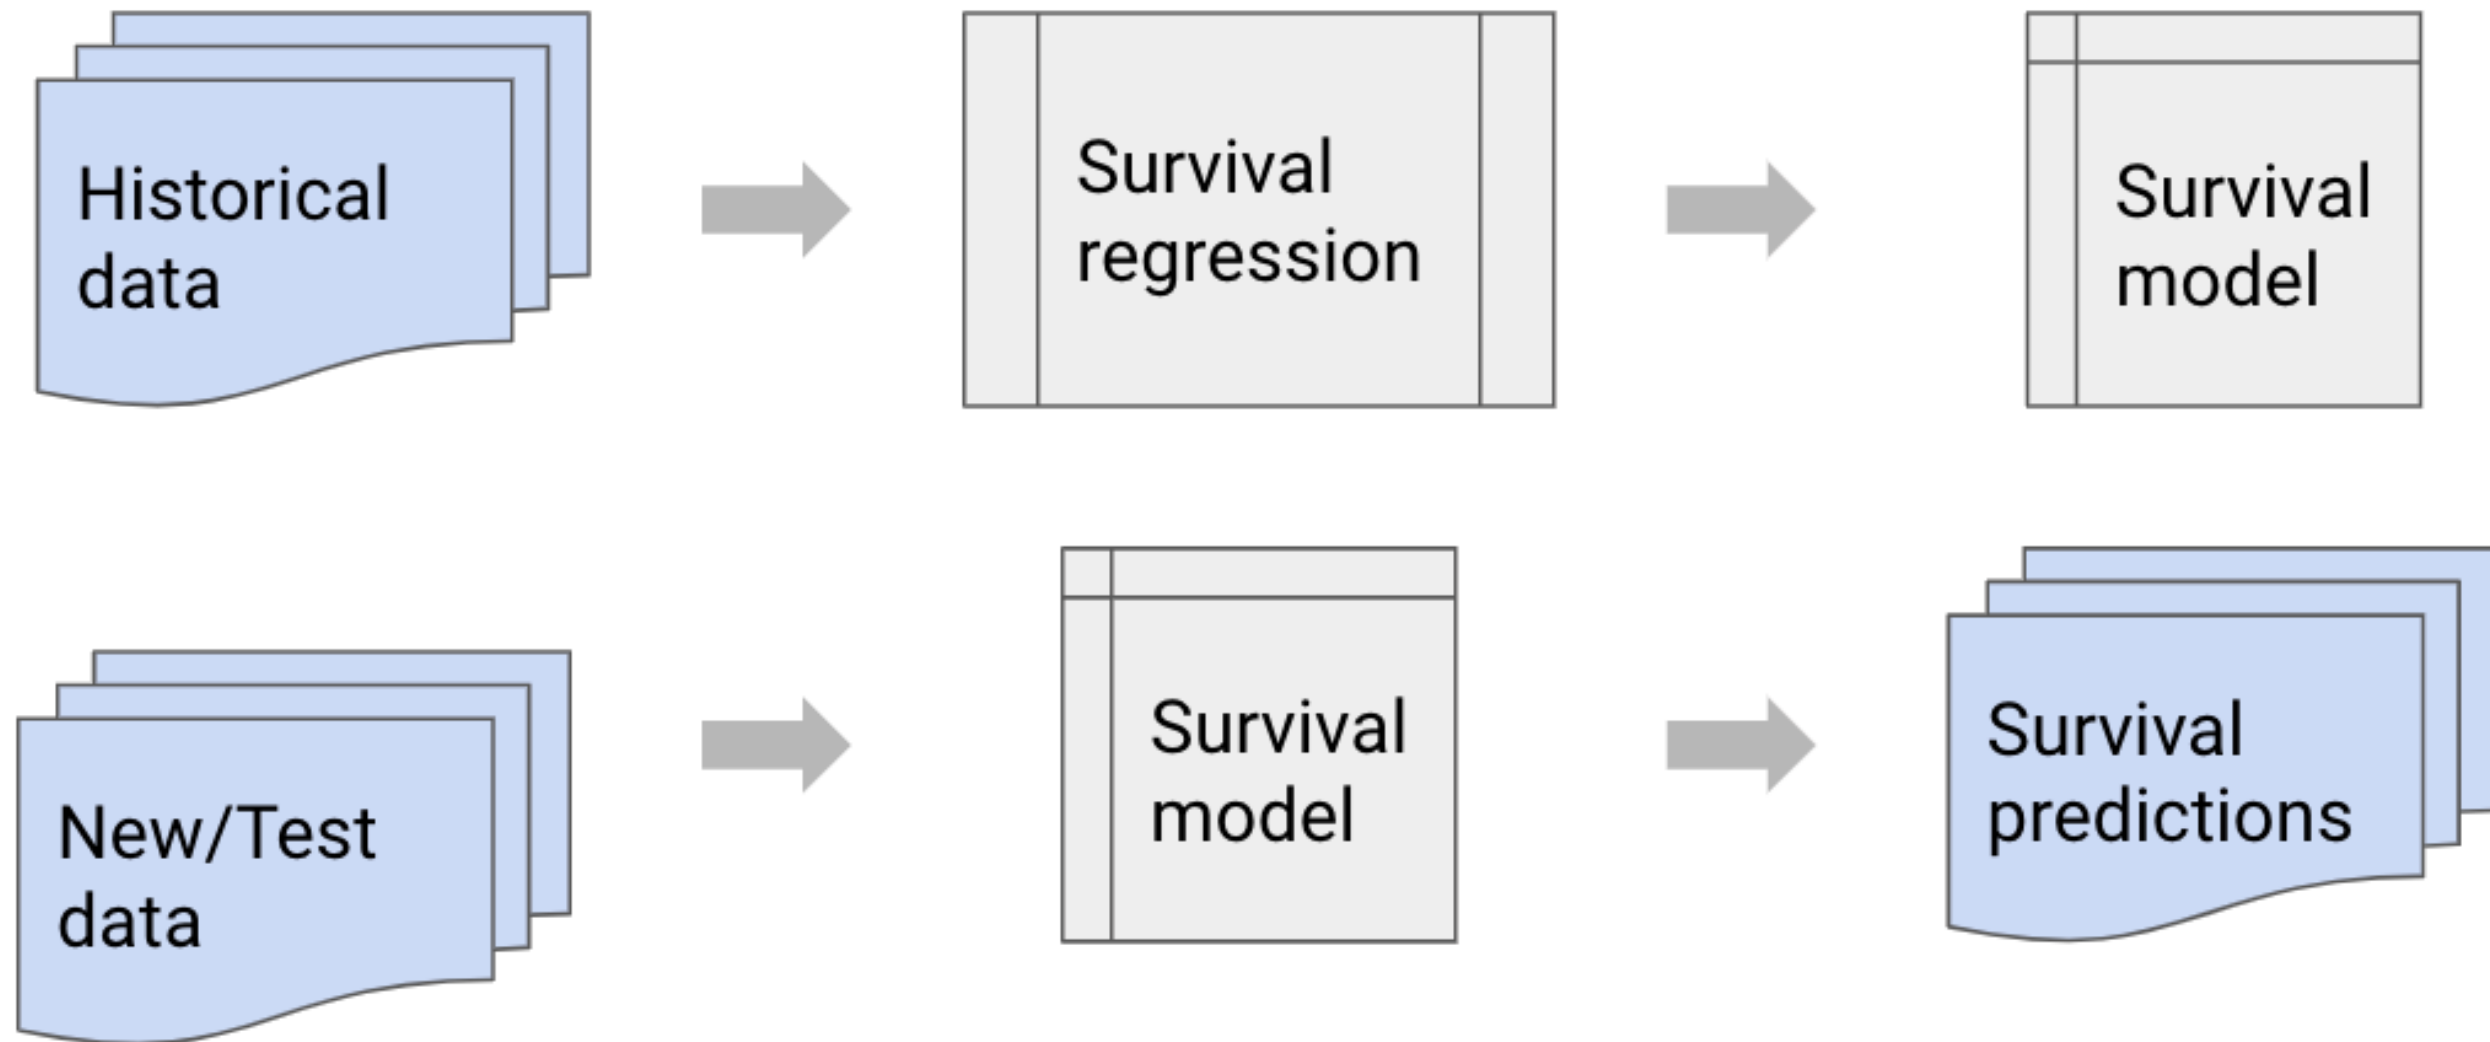 Historical
data
Survival
regression
Survival
model
New/Test
data
Survival
model
Survival
predictions